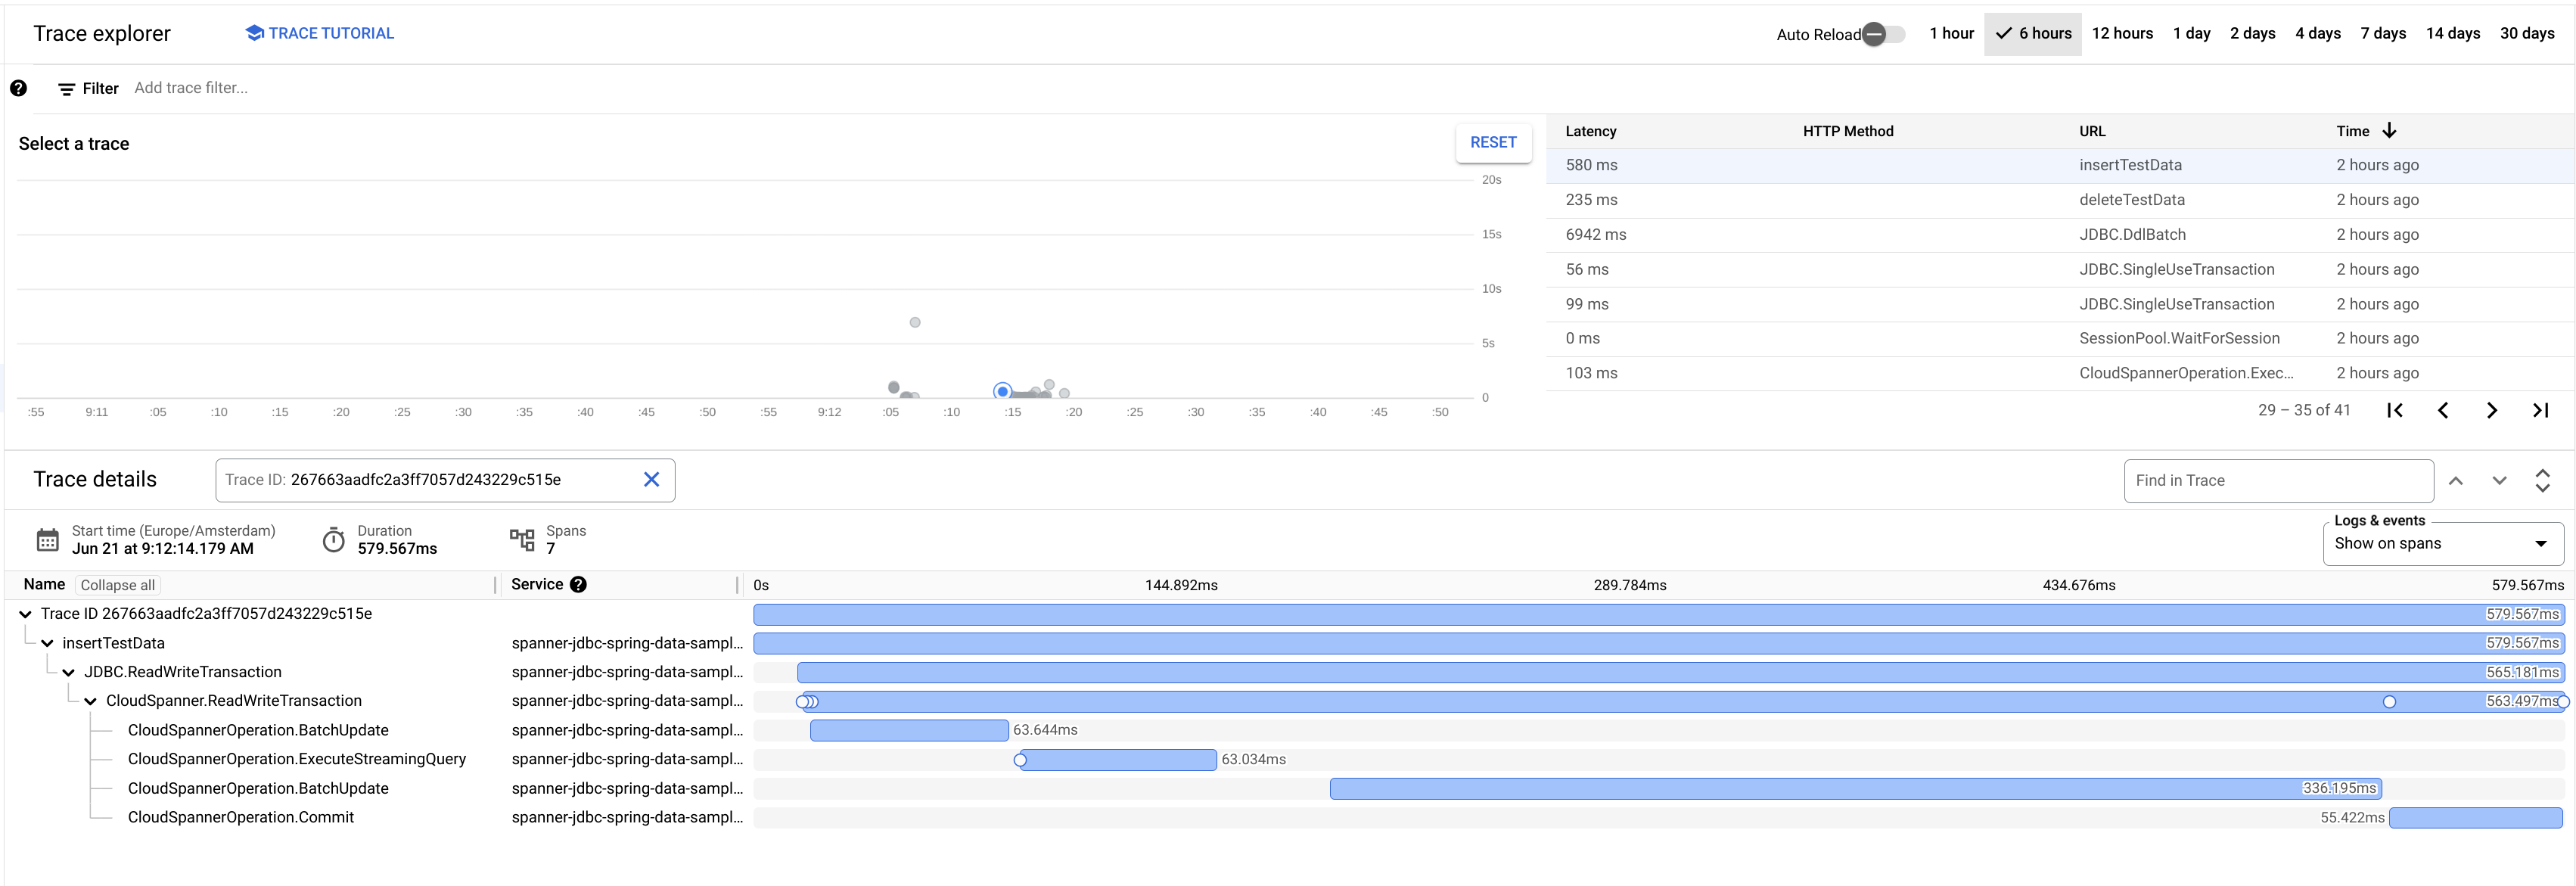 Trace explorer TRACE TUTORIAL Auto Reload 1 hour 6 hours 12 hours 1 day 2 days 4 days 7 days 14 days 30 days
Filter Add trace filter...
Select a trace
RESET
20s
15s
10s
5s
0
:55 9:11 :05 :10 :15 :20 :25 :30 :35 :40 :45 :50 :55 9:12 :05 :10 :15 :20 :25 :30 :35 :40 :45 :50
Latency HTTP Method URL Time
580 ms insertTestData 2 hours ago
235 ms deleteTestData 2 hours ago
6942 ms JDBC.DdlBatch 2 hours ago
56 ms JDBC.SingleUseTransaction 2 hours ago
99 ms JDBC.SingleUseTransaction 2 hours ago
0 ms SessionPool.WaitForSession 2 hours ago
103 ms CloudSpannerOperation.Exec... 2 hours ago
29 – 35 of 41
Trace details Trace ID: 267663aadfc2a3ff7057d243229c515e Find in Trace
Start time (Europe/Amsterdam) Duration Spans
Jun 21 at 9:12:14.179 AM 579.567ms 7
Logs & events
Show on spans
Name Collapse all Service 0s 144.892ms 289.784ms 434.676ms 579.567ms
Trace ID 267663aadfc2a3ff7057d243229c515e 579.567ms
insertTestData spanner-jdbc-spring-data-sampl... 579.567ms
JDBC.ReadWriteTransaction spanner-jdbc-spring-data-sampl... 565.181ms
CloudSpanner.ReadWriteTransaction spanner-jdbc-spring-data-sampl... 563.497ms
CloudSpannerOperation.BatchUpdate spanner-jdbc-spring-data-sampl... 63.644ms
CloudSpannerOperation.ExecuteStreamingQuery spanner-jdbc-spring-data-sampl... 63.034ms
CloudSpannerOperation.BatchUpdate spanner-jdbc-spring-data-sampl... 336.195ms
CloudSpannerOperation.Commit spanner-jdbc-spring-data-sampl... 55.422ms